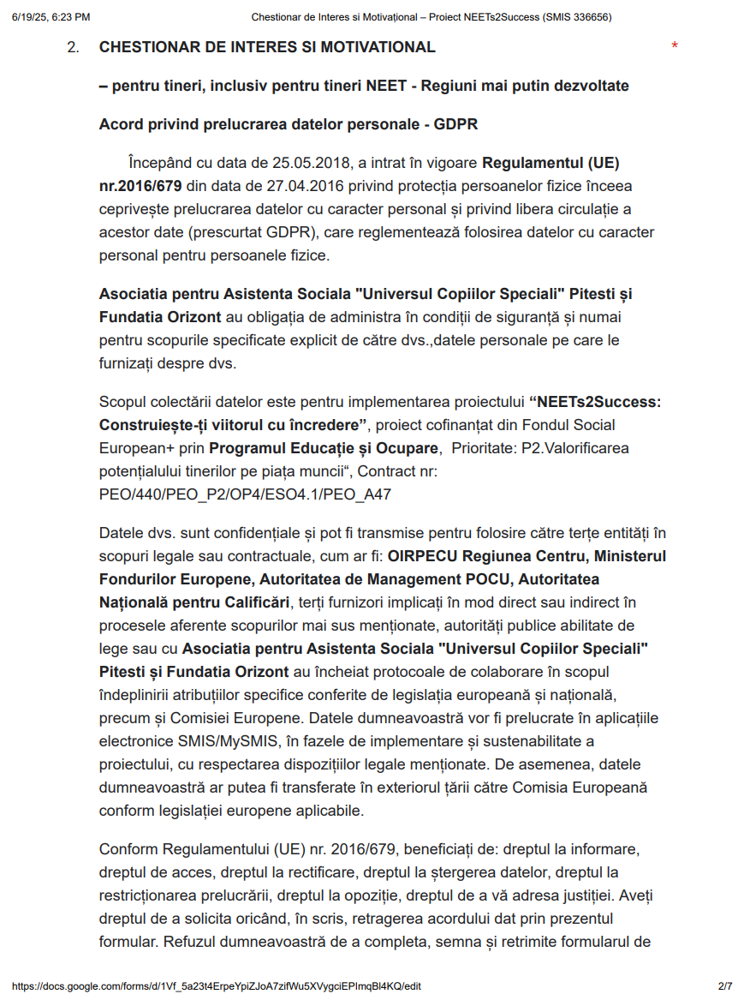 6/19/25, 6:23 PM Chestionar de Interes si Motivațional – Proiect NEETs2Success (SMIS 336656)
2. CHESTIONAR DE INTERES SI MOTIVATIONAL *
– pentru tineri, inclusiv pentru tineri NEET - Regiuni mai putin dezvoltate
Acord privind prelucrarea datelor personale - GDPR
Începând cu data de 25.05.2018, a intrat în vigoare Regulamentul (UE)
nr.2016/679 din data de 27.04.2016 privind protecția persoanelor fizice înceea
ceprivește prelucrarea datelor cu caracter personal și privind libera circulație a
acestor date (prescurtat GDPR), care reglementează folosirea datelor cu caracter
personal pentru persoanele fizice.
Asociatia pentru Asistenta Sociala "Universul Copiilor Speciali" Pitesti și
Fundatia Orizont au obligația de administra în condiții de siguranță și numai
pentru scopurile specificate explicit de către dvs.,datele personale pe care le
furnizați despre dvs.
Scopul colectării datelor este pentru implementarea proiectului “NEETs2Success:
Construiește-ți viitorul cu încredere”, proiect cofinanțat din Fondul Social
European+ prin Programul Educație și Ocupare, Prioritate: P2.Valorificarea
potențialului tinerilor pe piața muncii“, Contract nr:
PEO/440/PEO_P2/OP4/ESO4.1/PEO_A47
Datele dvs. sunt confidențiale și pot fi transmise pentru folosire către terțe entități în
scopuri legale sau contractuale, cum ar fi: OIRPECU Regiunea Centru, Ministerul
Fondurilor Europene, Autoritatea de Management POCU, Autoritatea
Națională pentru Calificări, terți furnizori implicați în mod direct sau indirect în
procesele aferente scopurilor mai sus menționate, autorități publice abilitate de
lege sau cu Asociatia pentru Asistenta Sociala "Universul Copiilor Speciali"
Pitesti și Fundatia Orizont au încheiat protocoale de colaborare în scopul
îndeplinirii atribuțiilor specifice conferite de legislația europeană și națională,
precum și Comisiei Europene. Datele dumneavoastră vor fi prelucrate în aplicațiile
electronice SMIS/MySMIS, în fazele de implementare și sustenabilitate a
proiectului, cu respectarea dispozițiilor legale menționate. De asemenea, datele
dumneavoastră ar putea fi transferate în exteriorul țării către Comisia Europeană
conform legislației europene aplicabile.
Conform Regulamentului (UE) nr. 2016/679, beneficiați de: dreptul la informare,
dreptul de acces, dreptul la rectificare, dreptul la ștergerea datelor, dreptul la
restricționarea prelucrării, dreptul la opoziție, dreptul de a vă adresa justiției. Aveți
dreptul de a solicita oricând, în scris, retragerea acordului dat prin prezentul
formular. Refuzul dumneavoastră de a completa, semna și retrimite formularul de
https://docs.google.com/forms/d/1Vf_5a23t4ErpeYpiZJoA7zifWu5XVygciEPImqBl4KQ/edit 2/7